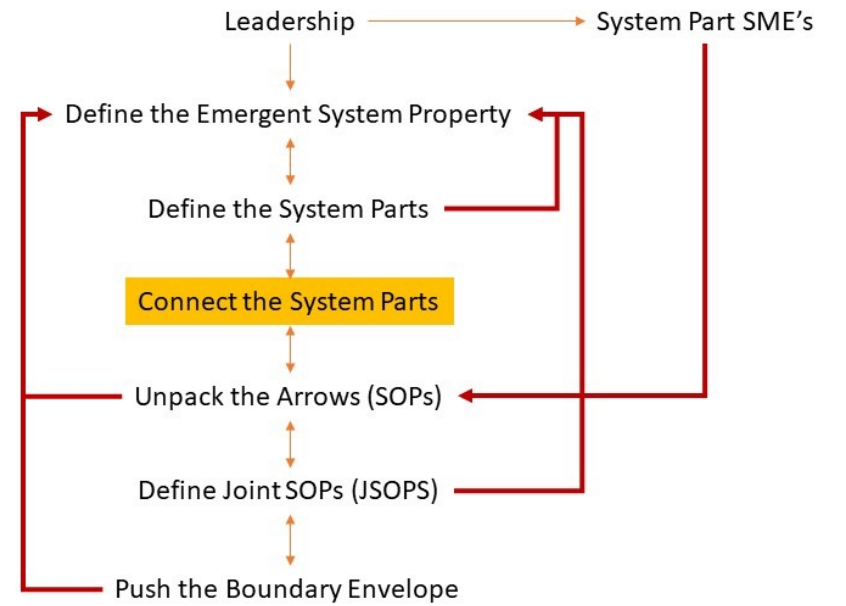 Leadership
System Part SME’s
Define the Emergent System Property
Define the System Parts
Connect the System Parts
Unpack the Arrows (SOPs)
Define Joint SOPs (JSOPS)
Push the Boundary Envelope